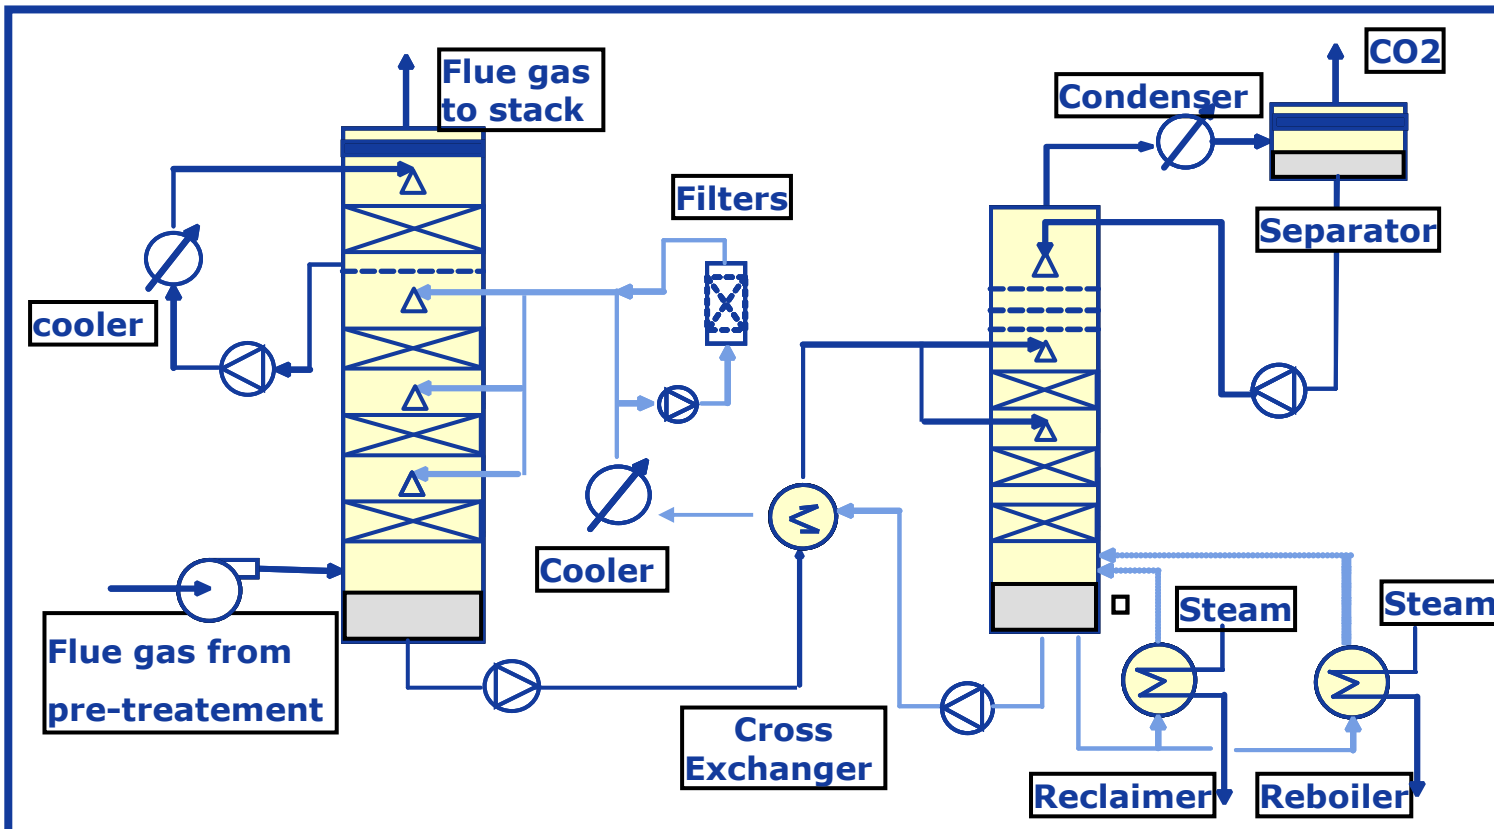 Flue gas
to stack
CO2
Condenser
Filters
Separator
cooler
Cooler
Flue gas from
pre-treatement
Steam
Steam
Cross
Exchanger
Reclaimer
Reboiler